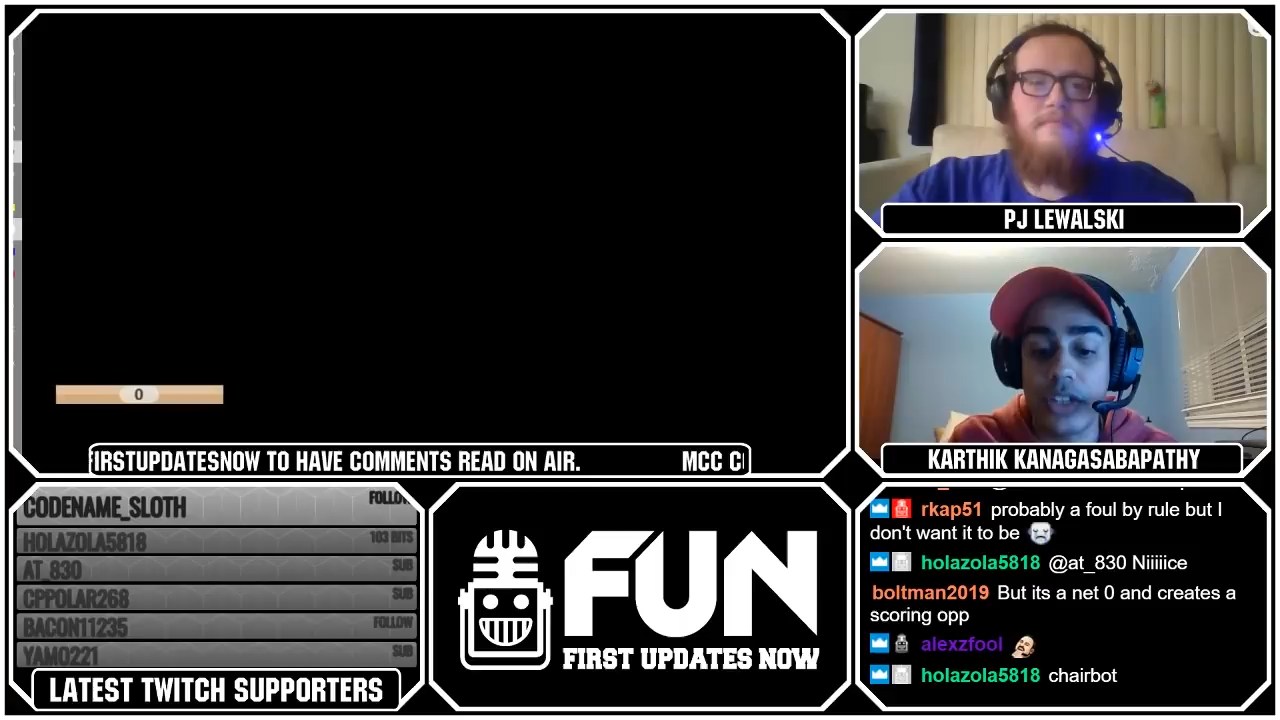 0
IRSTUPDATESNOW TO HAVE COMMENTS READ ON AIR. MCC C
PJ LEWALSKI
KARTHIK KANAGASABAPATHY
CODENAME_SLOTH FOLLOW
HOLAZOLA5818 103 BITS
AT_830 SUB
CPPOLAR268 SUB
BACON11235 FOLLOW
YAMO221 SUB
LATEST TWITCH SUPPORTERS
FUN
FIRST UPDATES NOW
rkap51 probably a foul by rule but I
don't want it to be
holazola5818 @at_830 Niiiiice
boltman2019 But its a net 0 and creates a
scoring opp
alexzfool
holazola5818 chairbot